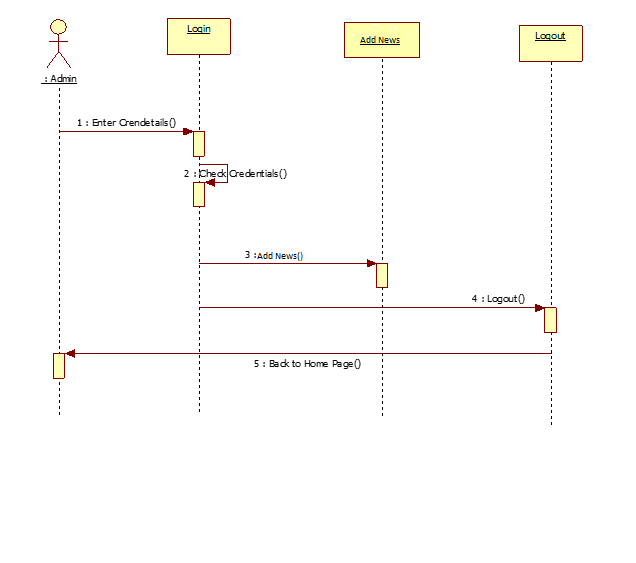 Login
Add News
Logout
: Admin
1 : Enter Crendetails()
2 : Check Credentials()
3 : Add News()
4 : Logout()
5 : Back to Home Page()